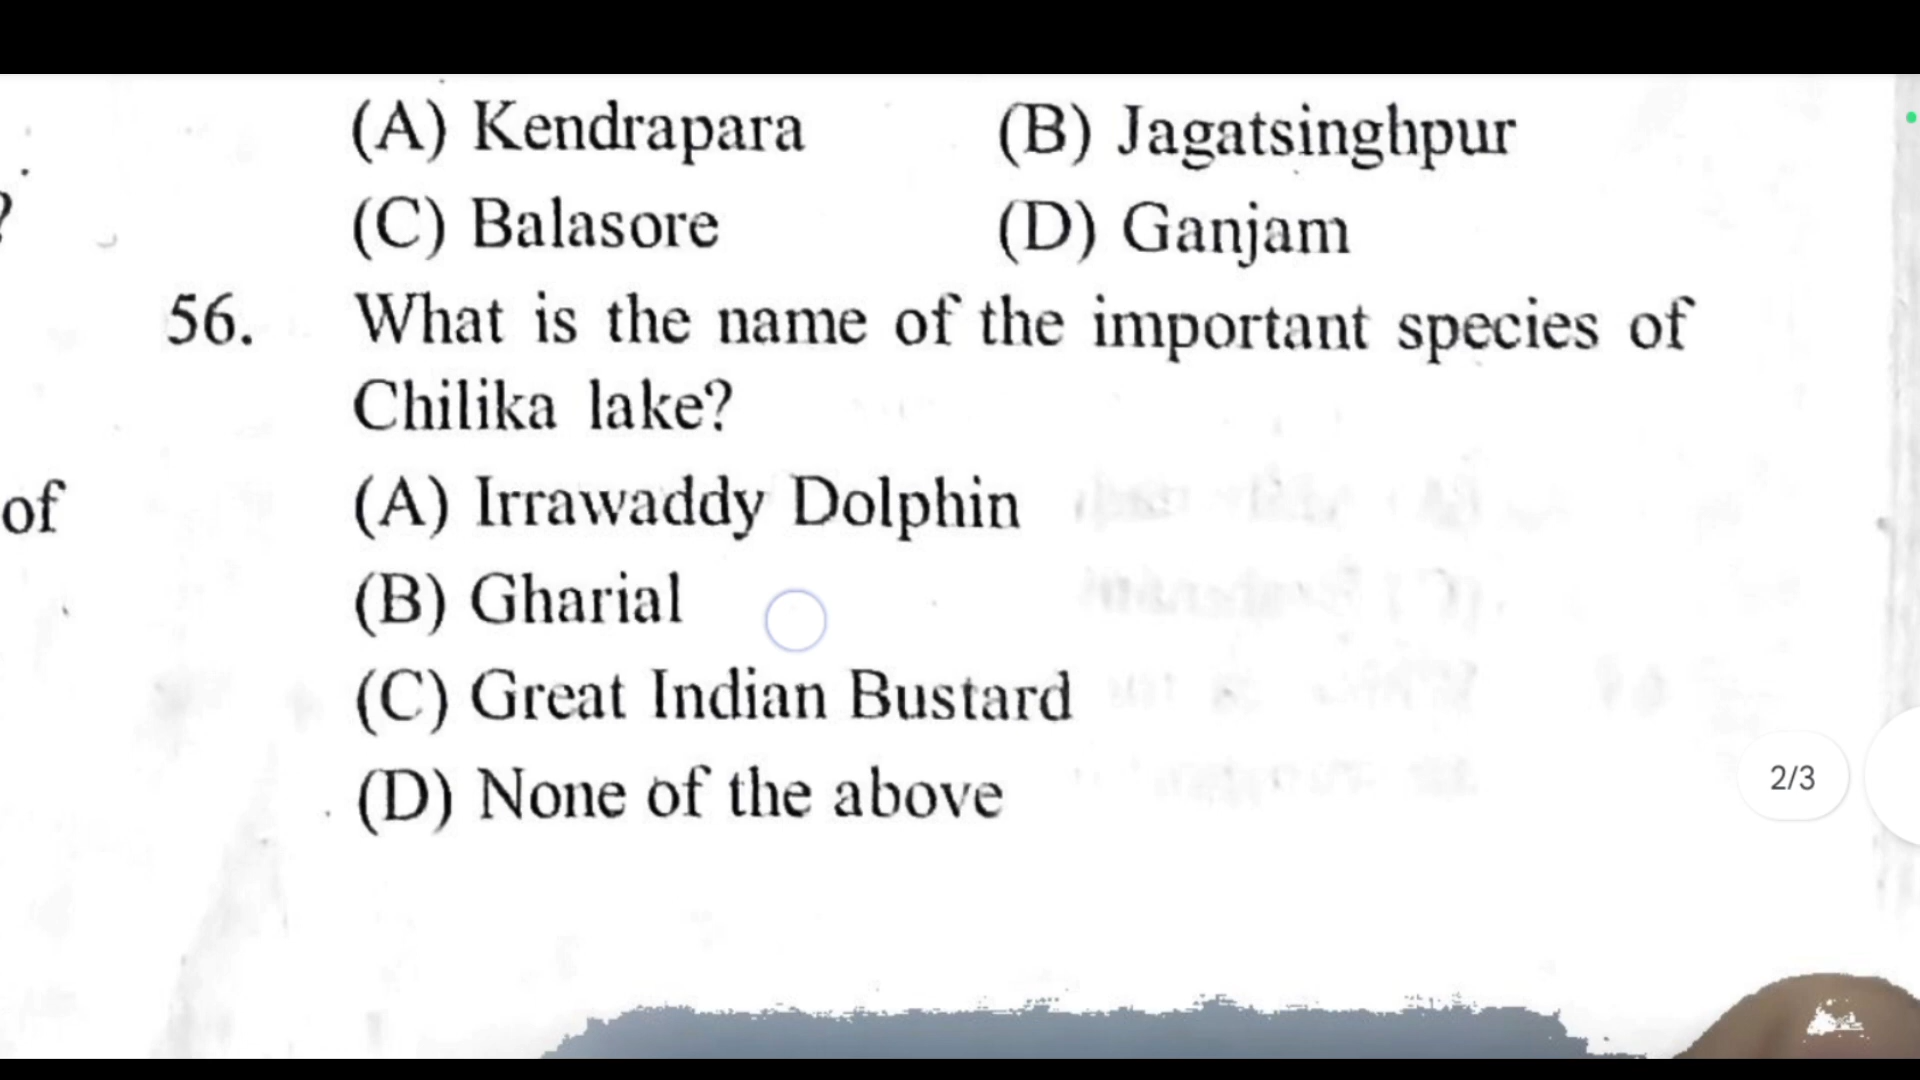 (A) Kendrapara (B) Jagatsinghpur
?
(C) Balasore (D) Ganjam
56. What is the name of the important species of
Chilika lake?
of (A) Irrawaddy Dolphin
(B) Gharial
(C) Great Indian Bustard
2/3
(D) None of the above